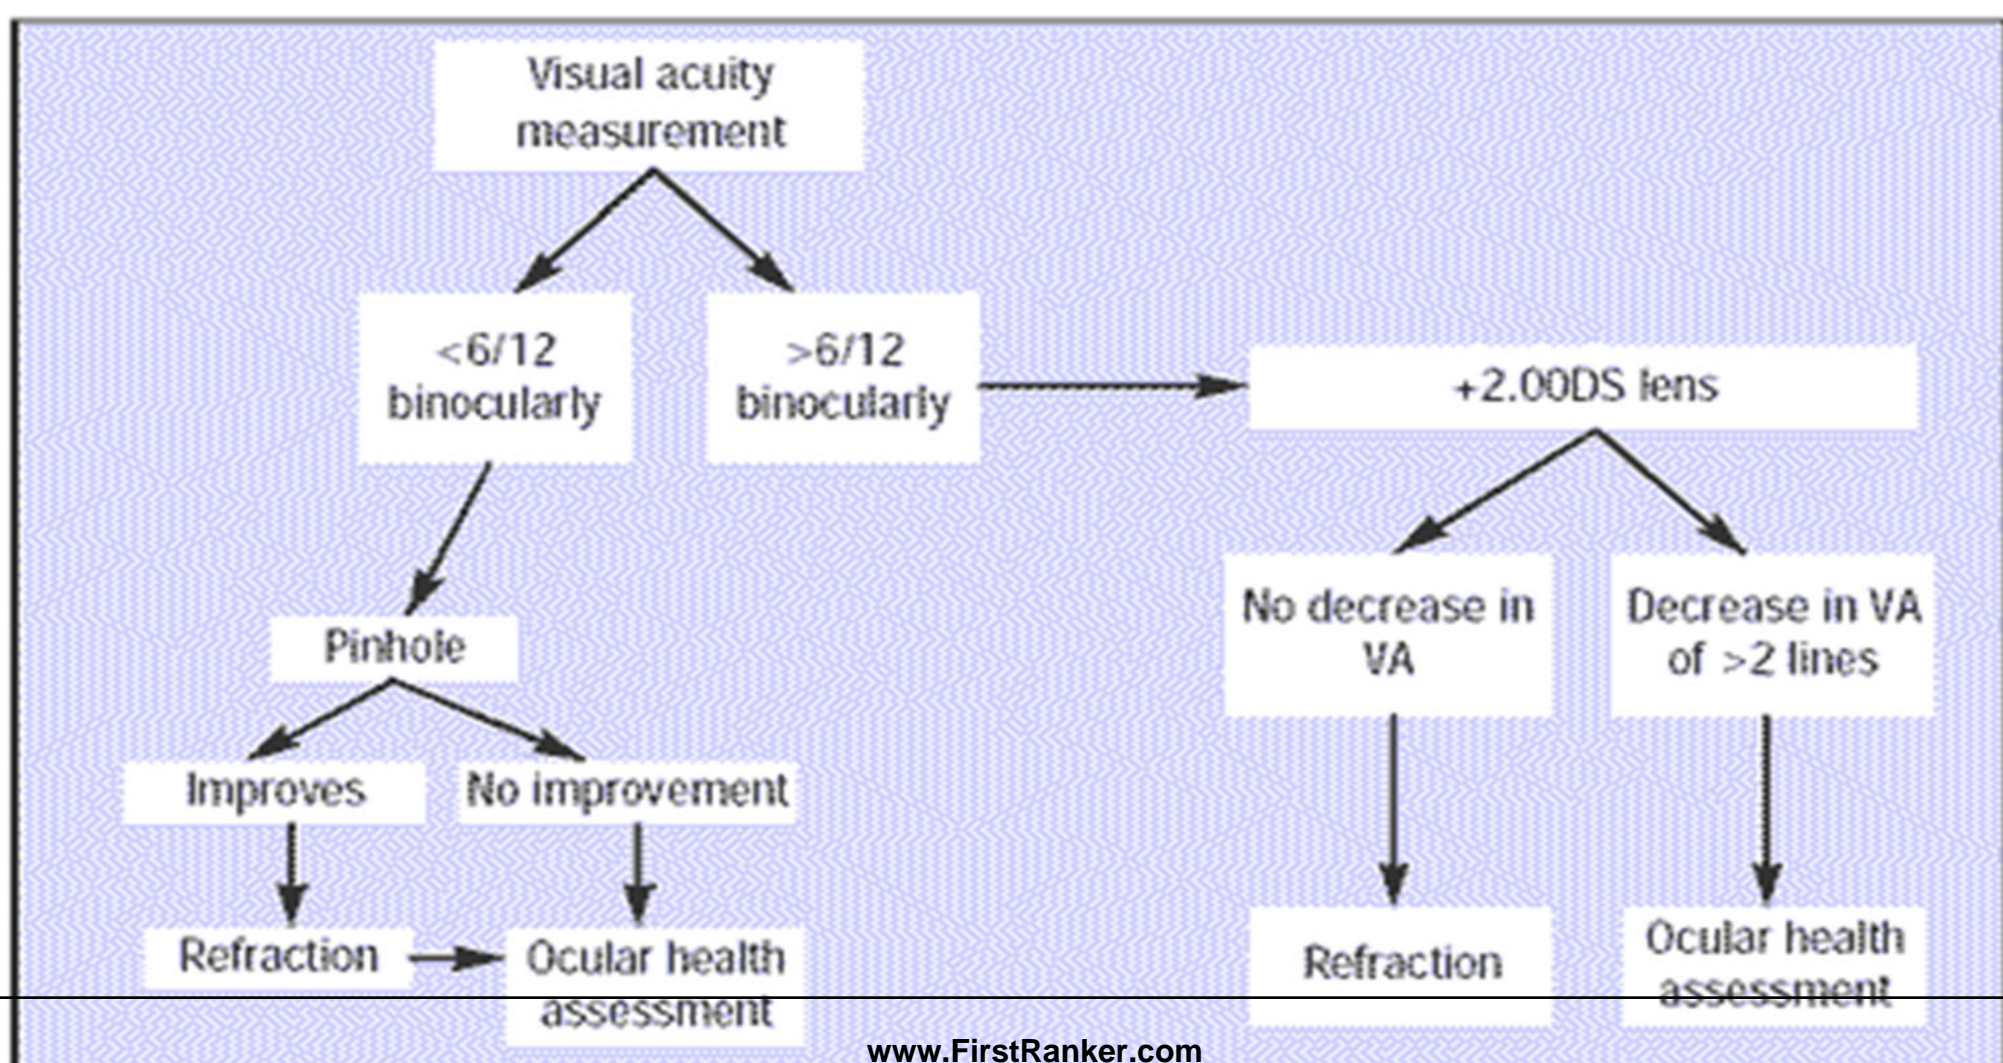 Visual acuity
measurement
<6/12
binocularly
>6/12
binocularly
+2.00DS lens
Pinhole
No decrease in
VA
Decrease in VA
of >2 lines
Improves
No improvement
Refraction
Ocular health
assessment
Refraction
Ocular health
assessment
www.FirstRanker.com